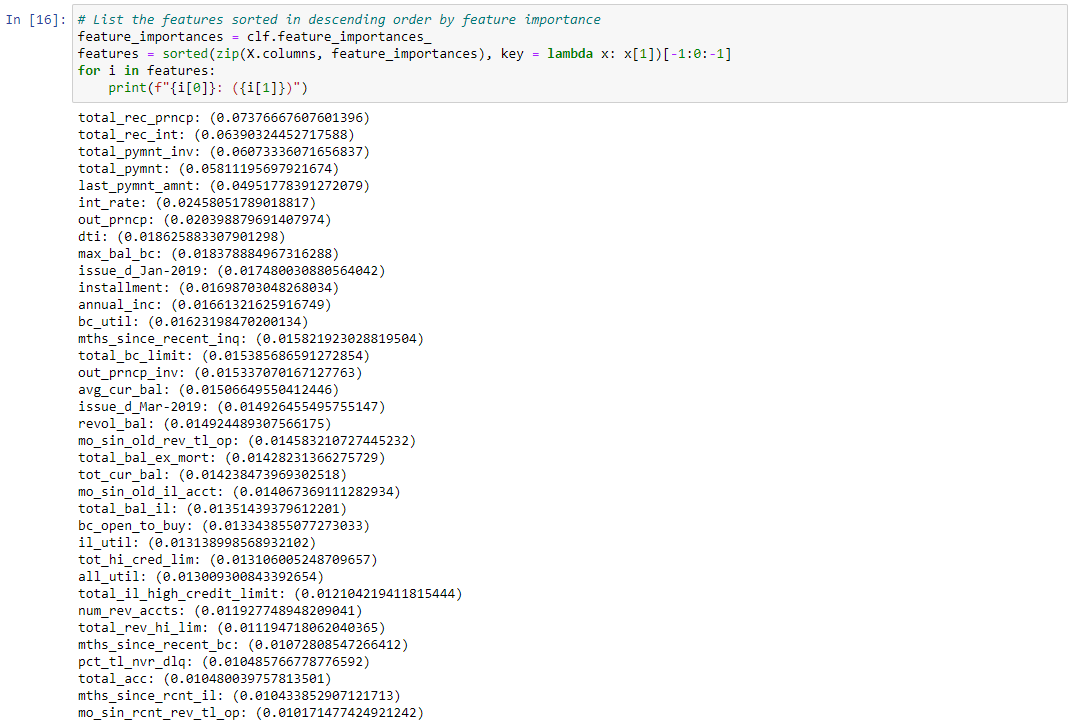 In [16]: # List the features sorted in descending order by feature importance
feature_importances = clf.feature_importances_
features = sorted(zip(X.columns, feature_importances), key = lambda x: x[1])[-1:0:-1]
for i in features:
    print(f"{i[0]}: ({i[1]})")
total_rec_prncp: (0.07376667607601396)
total_rec_int: (0.06390324452717588)
total_pymnt_inv: (0.06073336071656837)
total_pymnt: (0.05811195697921674)
last_pymnt_amnt: (0.04951778391272079)
int_rate: (0.02458051789018817)
out_prncp: (0.020398879691407974)
dti: (0.018625883307901298)
max_bal_bc: (0.018378884967316288)
issue_d_Jan-2019: (0.017480030880564042)
installment: (0.01698703048268034)
annual_inc: (0.01661321625916749)
bc_util: (0.01623198470200134)
mths_since_recent_inq: (0.015821923028819504)
total_bc_limit: (0.015385686591272854)
out_prncp_inv: (0.015337070167127763)
avg_cur_bal: (0.01506649550412446)
issue_d_Mar-2019: (0.014926455495755147)
revol_bal: (0.014924489307566175)
mo_sin_old_rev_tl_op: (0.014583210727445232)
total_bal_ex_mort: (0.01428231366275729)
tot_cur_bal: (0.014238473969302518)
mo_sin_old_il_acct: (0.014067369111282934)
total_bal_il: (0.01351439379612201)
bc_open_to_buy: (0.013343855077273033)
il_util: (0.013138998568932102)
tot_hi_cred_lim: (0.013106005248709657)
all_util: (0.013009300843392654)
total_il_high_credit_limit: (0.012104219411815444)
num_rev_accts: (0.011927748948209041)
total_rev_hi_lim: (0.011194718062040365)
mths_since_recent_bc: (0.01072808547266412)
pct_tl_nvr_dlq: (0.010485766778776592)
total_acc: (0.010480039757813501)
mths_since_rcnt_il: (0.010433852907121713)
mo_sin_rcnt_rev_tl_op: (0.010171477424921242)